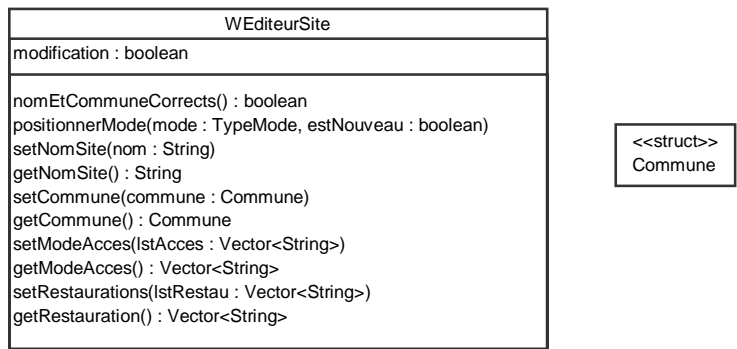 WEditeurSite
modification : boolean
nomEtCommuneCorrects() : boolean
positionnerMode(mode : TypeMode, estNouveau : boolean)
setNomSite(nom : String)
getNomSite() : String
setCommune(commune : Commune)
getCommune() : Commune
setModeAcces(lstAcces : Vector<String>)
getModeAcces() : Vector<String>
setRestaurations(lstRestau : Vector<String>)
getRestauration() : Vector<String>
<<struct>>
Commune